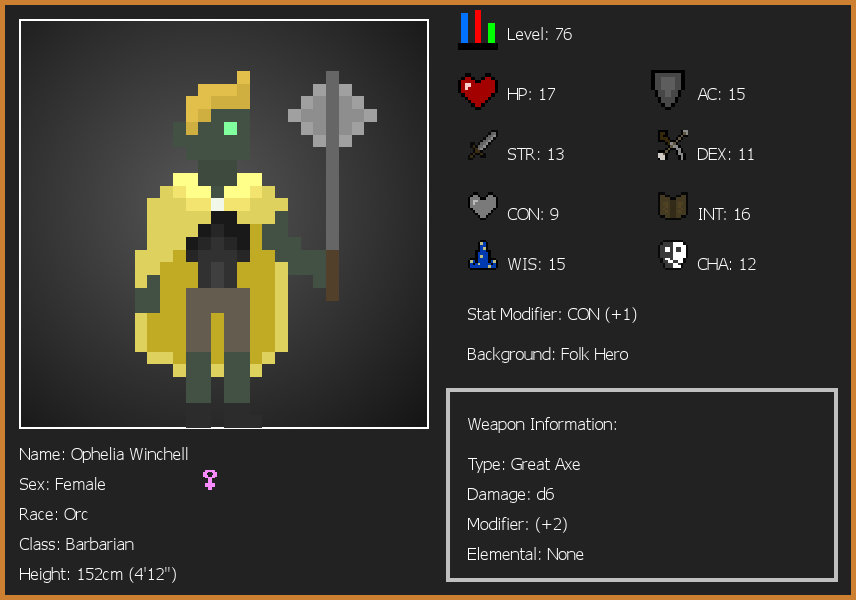 Level: 76
HP: 17
AC: 15
STR: 13
DEX: 11
CON: 9
INT: 16
WIS: 15
CHA: 12
Stat Modifier: CON (+1)
Background: Folk Hero
Weapon Information:
Type: Great Axe
Damage: d6
Modifier: (+2)
Elemental: None
Name: Ophelia Winchell
Sex: Female
Race: Orc
Class: Barbarian
Height: 152cm (4'12")